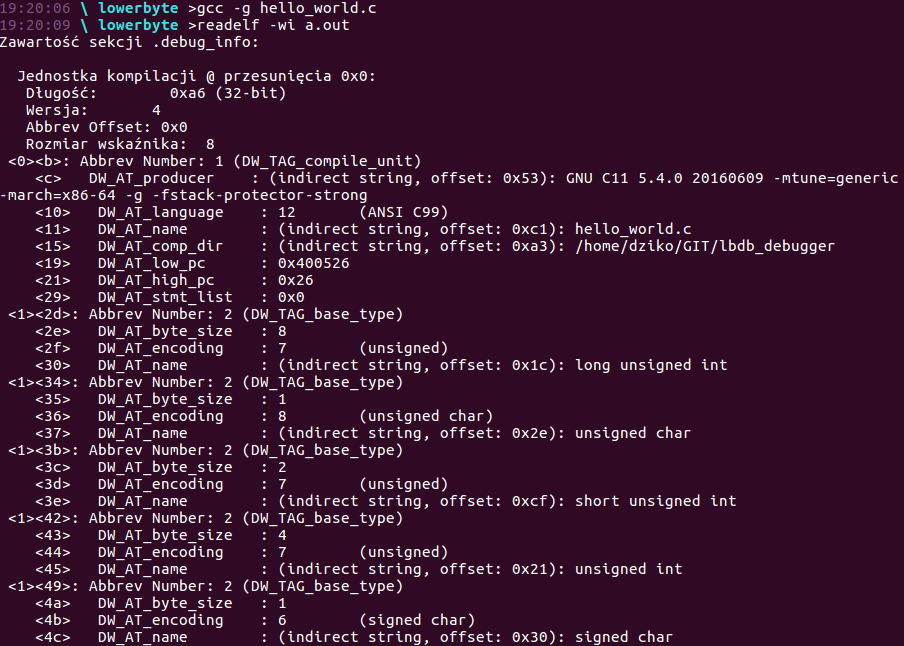 19:20:06 \ lowerbyte >gcc -g hello_world.c
19:20:09 \ lowerbyte >readelf -wi a.out
Zawartość sekcji .debug_info:

  Jednostka kompilacji @ przesunięcia 0x0:
   Długość:        0xa6 (32-bit)
   Wersja:       4
   Abbrev Offset: 0x0
   Rozmiar wskaźnika:  8
 <0><b>: Abbrev Number: 1 (DW_TAG_compile_unit)
    <c>   DW_AT_producer    : (indirect string, offset: 0x53): GNU C11 5.4.0 20160609 -mtune=generic
-march=x86-64 -g -fstack-protector-strong
    <10>   DW_AT_language    : 12       (ANSI C99)
    <11>   DW_AT_name        : (indirect string, offset: 0xc1): hello_world.c
    <15>   DW_AT_comp_dir    : (indirect string, offset: 0xa3): /home/dziko/GIT/lbdb_debugger
    <19>   DW_AT_low_pc      : 0x400526
    <21>   DW_AT_high_pc     : 0x26
    <29>   DW_AT_stmt_list   : 0x0
 <1><2d>: Abbrev Number: 2 (DW_TAG_base_type)
    <2e>   DW_AT_byte_size   : 8
    <2f>   DW_AT_encoding    : 7        (unsigned)
    <30>   DW_AT_name        : (indirect string, offset: 0x1c): long unsigned int
 <1><34>: Abbrev Number: 2 (DW_TAG_base_type)
    <35>   DW_AT_byte_size   : 1
    <36>   DW_AT_encoding    : 8        (unsigned char)
    <37>   DW_AT_name        : (indirect string, offset: 0x2e): unsigned char
 <1><3b>: Abbrev Number: 2 (DW_TAG_base_type)
    <3c>   DW_AT_byte_size   : 2
    <3d>   DW_AT_encoding    : 7        (unsigned)
    <3e>   DW_AT_name        : (indirect string, offset: 0xcf): short unsigned int
 <1><42>: Abbrev Number: 2 (DW_TAG_base_type)
    <43>   DW_AT_byte_size   : 4
    <44>   DW_AT_encoding    : 7        (unsigned)
    <45>   DW_AT_name        : (indirect string, offset: 0x21): unsigned int
 <1><49>: Abbrev Number: 2 (DW_TAG_base_type)
    <4a>   DW_AT_byte_size   : 1
    <4b>   DW_AT_encoding    : 6        (signed char)
    <4c>   DW_AT_name        : (indirect string, offset: 0x30): signed char